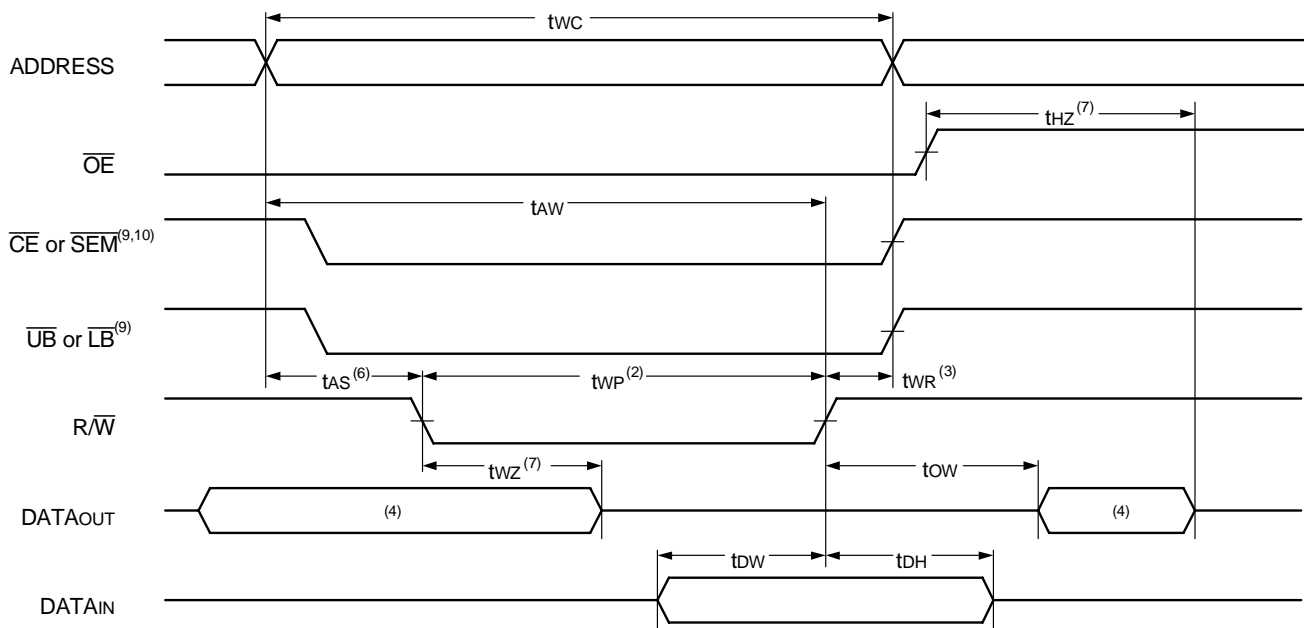 tWC
ADDRESS
tHZ(7)
OE
tAW
CE or SEM(9,10)
UB or LB(9)
tAS(6)
tWP(2)
tWR(3)
R/W
tWZ(7)
tOW
DATAOUT
(4)
(4)
tDW
tDH
DATAIN